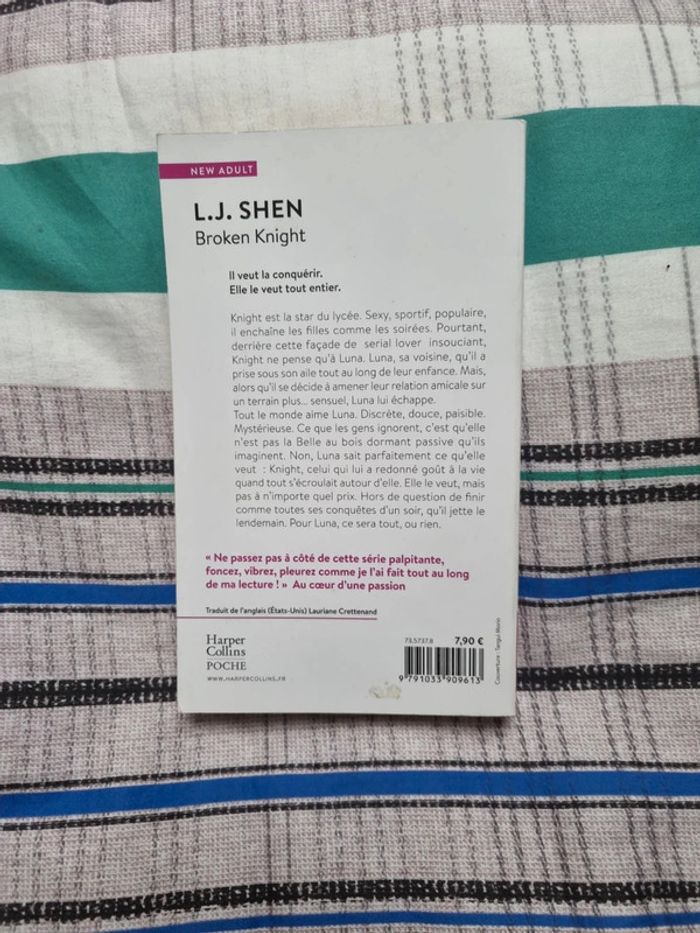 NEW ADULT
L.J. SHEN
Broken Knight
Il veut la conquérir.
Elle le veut tout entier.
Knight est la star du lycée. Sexy, sportif, populaire,
il enchaîne les filles comme les soirées. Pourtant,
derrière cette façade de serial lover insouciant,
Knight ne pense qu'à Luna. Luna, sa voisine, qu'il a
prise sous son aile tout au long de leur enfance. Mais,
alors qu'il se décide à amener leur relation amicale sur
un terrain plus... sensuel, Luna lui échappe.
Tout le monde aime Luna. Discrète, douce, paisible.
Mystérieuse. Ce que les gens ignorent, c'est qu'elle
n'est pas la Belle au bois dormant passive qu'ils
imaginent. Non, Luna sait parfaitement ce qu'elle
veut : Knight, celui qui lui a redonné goût à la vie
quand tout s'écroulait autour d'elle. Elle le veut, mais
pas à n'importe quel prix. Hors de question de finir
comme toutes ses conquêtes d'un soir, qu'il jette le
lendemain. Pour Luna, ce sera tout, ou rien.
« Ne passez pas à côté de cette série palpitante,
foncez, vibrez, pleurez comme je l'ai fait tout au long
de ma lecture ! » Au cœur d'une passion
Traduit de l'anglais (États-Unis) Lauriane Crettenand
Harper
Collins
POCHE
WWW.HARPERCOLLINS.FR
73.5737.8 7,90 €
9 791033 909613
Couverture : Tangui Morin